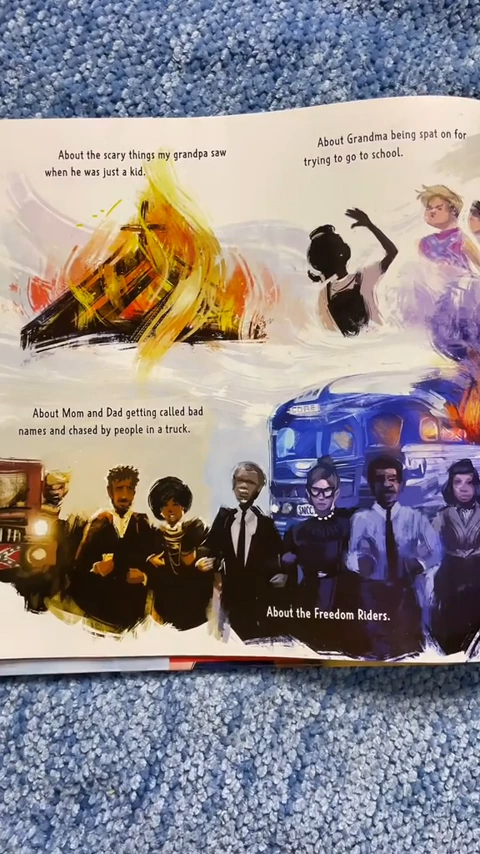 About the scary things my grandpa saw
when he was just a kid.
About Grandma being spat on for
trying to go to school.
About Mom and Dad getting called bad
names and chased by people in a truck.
CORE
SNCC
About the Freedom Riders.